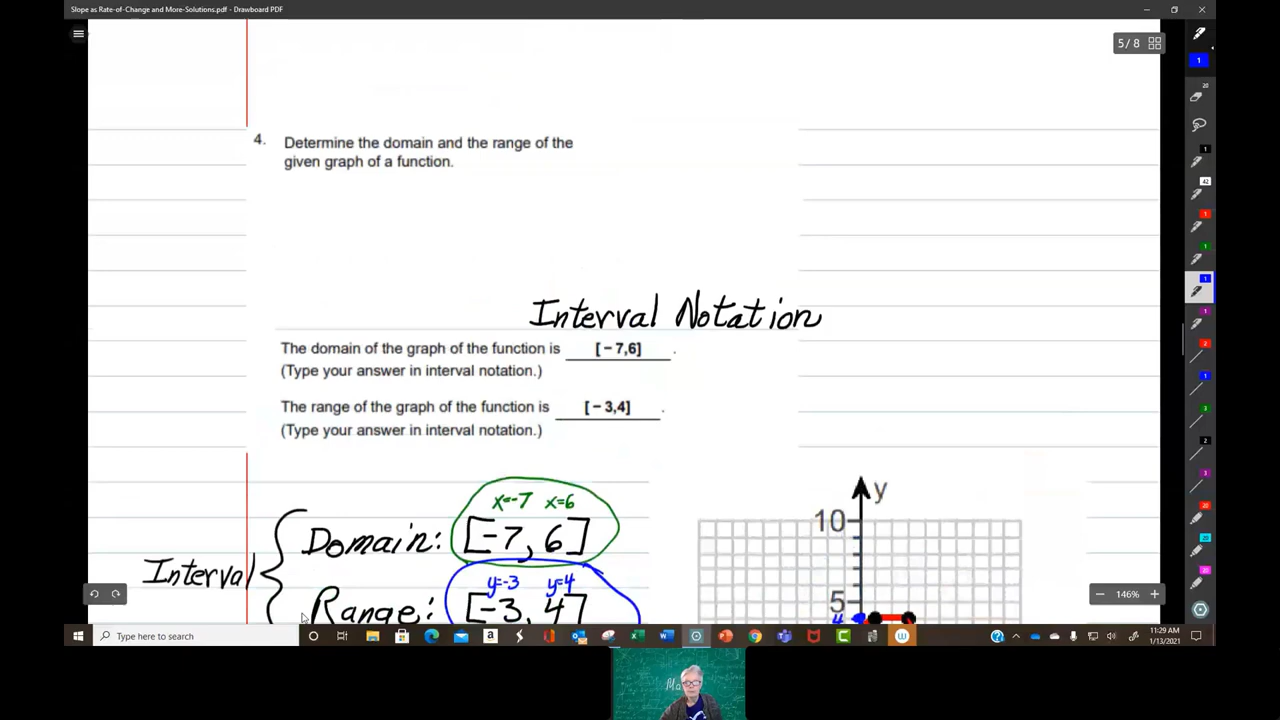 Slope as Rate-of-Change and More-Solutions.pdf - Drawboard PDF
5 / 8
4. Determine the domain and the range of the
given graph of a function.
Interval Notation
The domain of the graph of the function is [ - 7,6] .
(Type your answer in interval notation.)
The range of the graph of the function is [ - 3,4] .
(Type your answer in interval notation.)
x=-7 x=6
Domain: [-7, 6]
Interval
y=-3 y=4
Range: [-3, 4]
y
10
5
4
146%
Type here to search
11:29 AM
1/13/2021